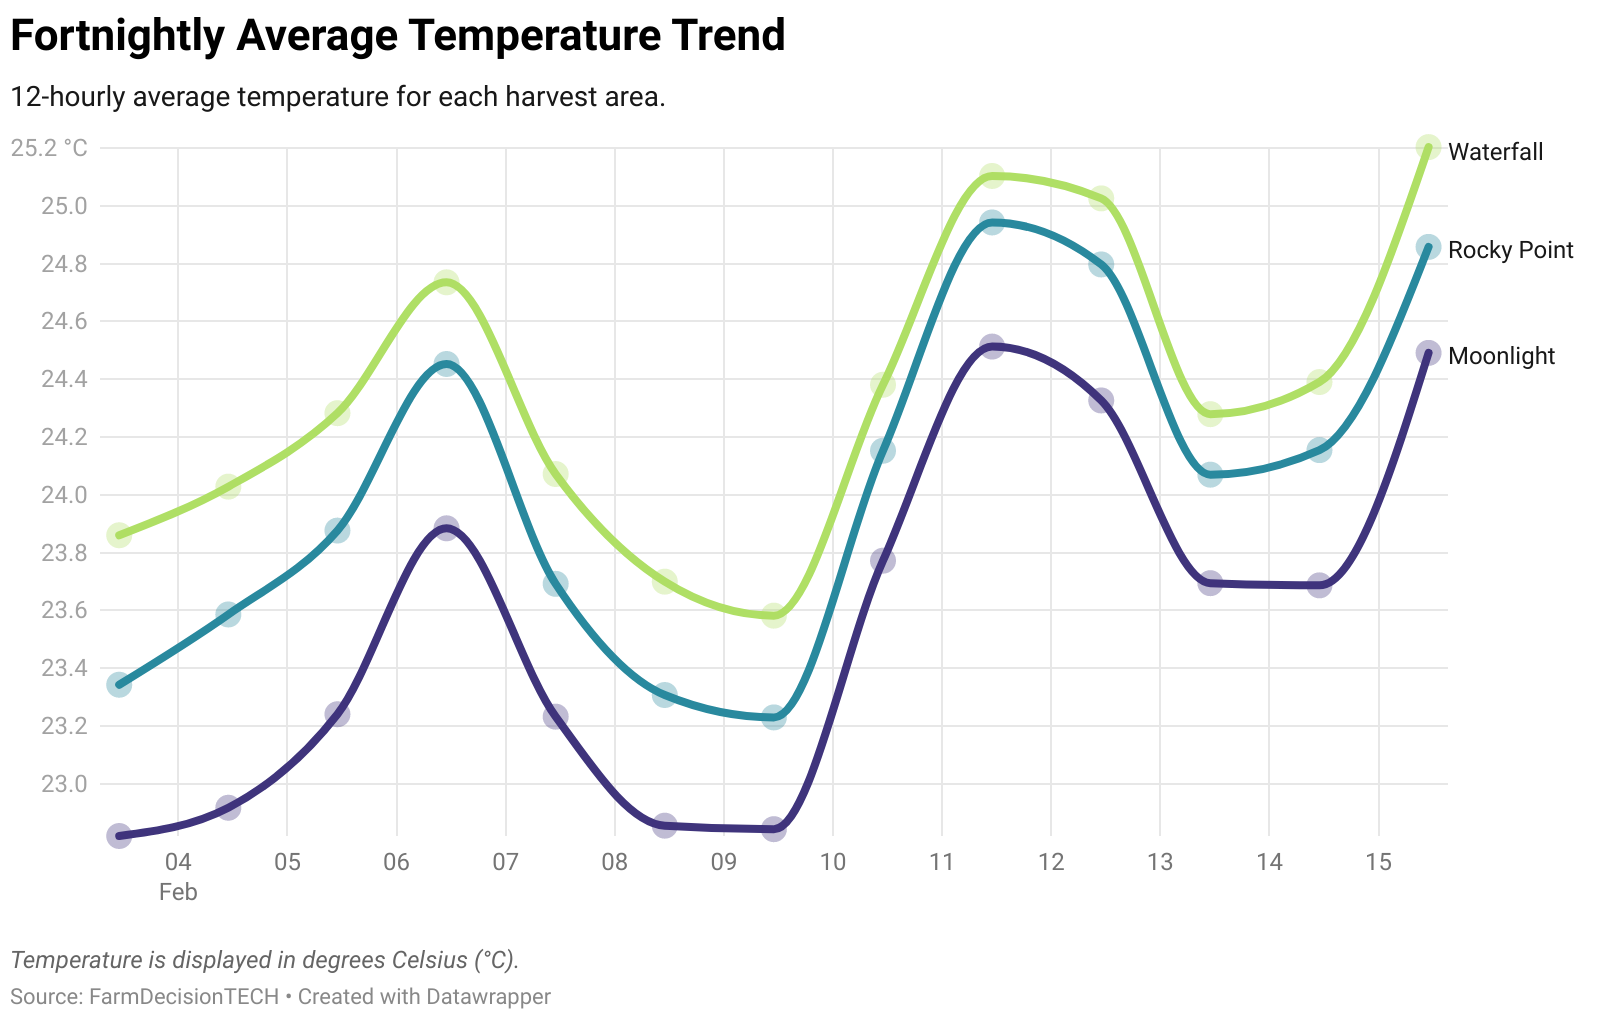 Fortnightly Average Temperature Trend
12-hourly average temperature for each harvest area.
25.2 °C
25.0
24.8
24.6
24.4
24.2
24.0
23.8
23.6
23.4
23.2
23.0
Waterfall
Rocky Point
Moonlight
04 05 06 07 08 09 10 11 12 13 14 15
Feb
Temperature is displayed in degrees Celsius (°C).
Source: FarmDecisionTECH • Created with Datawrapper